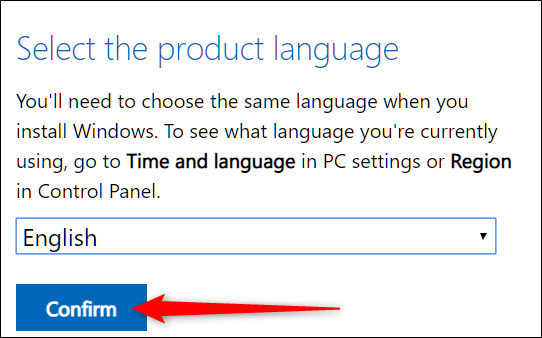 Select the product language
You'll need to choose the same language when you
install Windows. To see what language you're currently
using, go to Time and language in PC settings or Region
in Control Panel.
English
Confirm